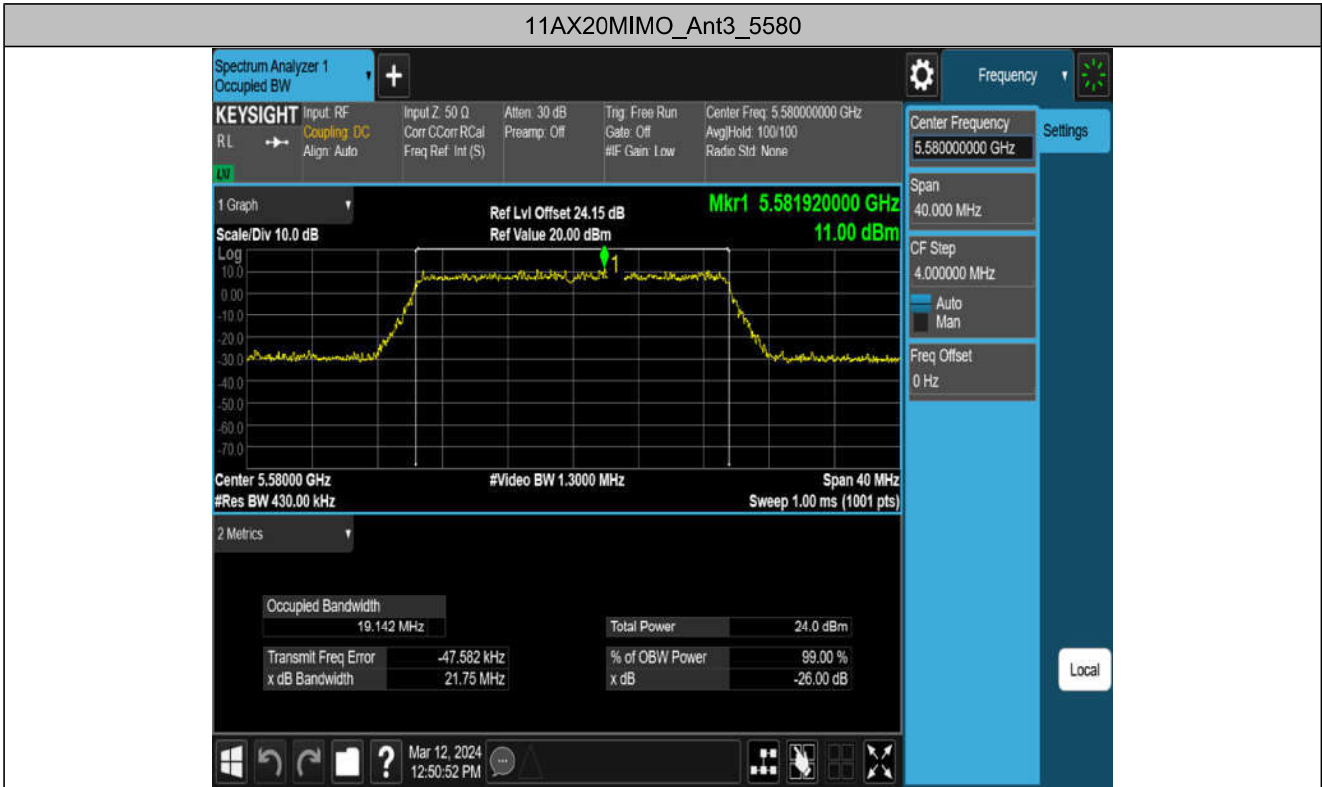 11AX20MIMO_Ant3_5580
Spectrum Analyzer 1
Occupied BW
+
Frequency
KEYSIGHT
RL
LXI
Input: RF
Coupling: DC
Align: Auto
Input Z: 50 Ω
Corr CCorr RCal
Freq Ref: Int (S)
Atten: 30 dB
Preamp: Off
Trig: Free Run
Gate: Off
#IF Gain: Low
Center Freq: 5.580000000 GHz
Avg|Hold: 100/100
Radio Std: None
Center Frequency
5.580000000 GHz
Settings
Span
40.000 MHz
CF Step
4.000000 MHz
Auto
Man
Freq Offset
0 Hz
Local
1 Graph
Scale/Div 10.0 dB
Ref Lvl Offset 24.15 dB
Ref Value 20.00 dBm
Mkr1 5.581920000 GHz
11.00 dBm
Log
10.0
0.00
-10.0
-20.0
-30.0
-40.0
-50.0
-60.0
-70.0
1
Center 5.58000 GHz
#Res BW 430.00 kHz
#Video BW 1.3000 MHz
Span 40 MHz
Sweep 1.00 ms (1001 pts)
2 Metrics
Occupied Bandwidth
19.142 MHz
Total Power 24.0 dBm
Transmit Freq Error -47.582 kHz
% of OBW Power 99.00 %
x dB Bandwidth 21.75 MHz
x dB -26.00 dB
?
Mar 12, 2024
12:50:52 PM